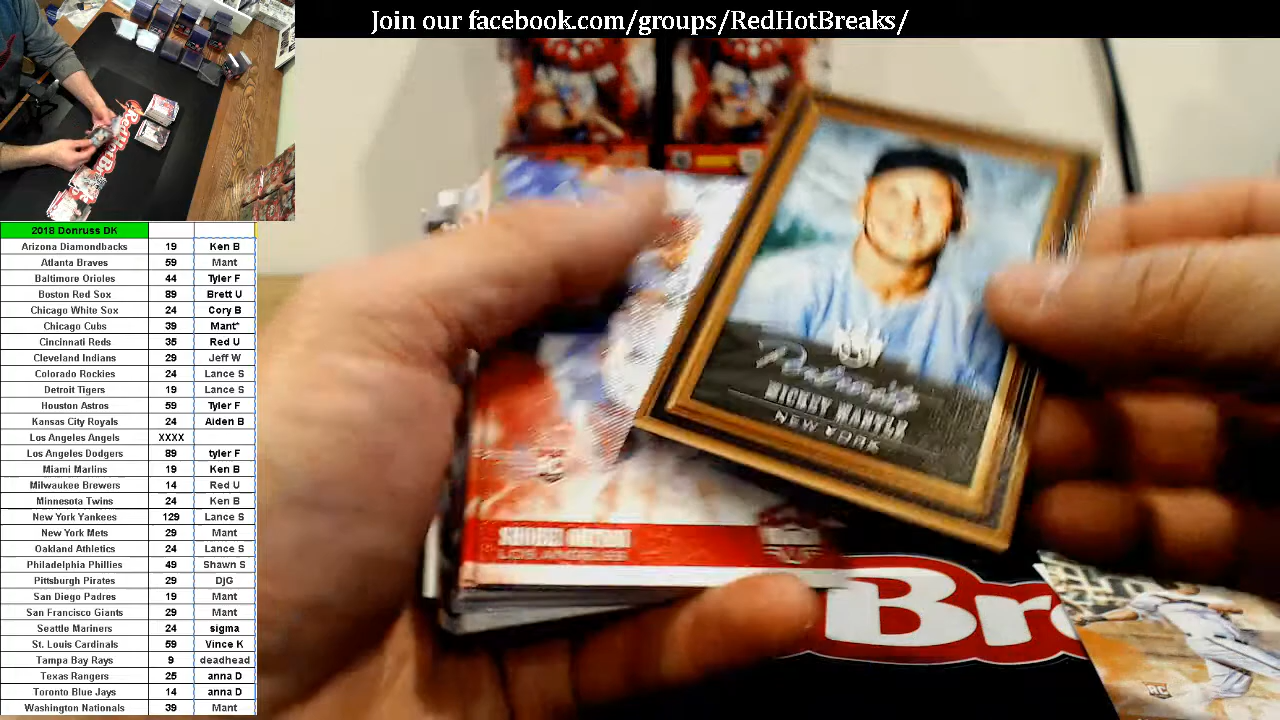 Join our facebook.com/groups/RedHotBreaks/
2018 Donruss DK
Arizona Diamondbacks 19 Ken B
Atlanta Braves 59 Mant
Baltimore Orioles 44 Tyler F
Boston Red Sox 89 Brett U
Chicago White Sox 24 Cory B
Chicago Cubs 39 Mant*
Cincinnati Reds 35 Red U
Cleveland Indians 29 Jeff W
Colorado Rockies 24 Lance S
Detroit Tigers 19 Lance S
Houston Astros 59 Tyler F
Kansas City Royals 24 Aiden B
Los Angeles Angels XXXX
Los Angeles Dodgers 89 tyler F
Miami Marlins 19 Ken B
Milwaukee Brewers 14 Red U
Minnesota Twins 24 Ken B
New York Yankees 129 Lance S
New York Mets 29 Mant
Oakland Athletics 24 Lance S
Philadelphia Phillies 49 Shawn S
Pittsburgh Pirates 29 DjG
San Diego Padres 19 Mant
San Francisco Giants 29 Mant
Seattle Mariners 24 sigma
St. Louis Cardinals 59 Vince K
Tampa Bay Rays 9 deadhead
Texas Rangers 25 anna D
Toronto Blue Jays 14 anna D
Washington Nationals 39 Mant
Portraits
MICKEY MANTLE
NEW YORK
RC
SHOHEI OHTANI
LOS ANGELES
Bre
RC